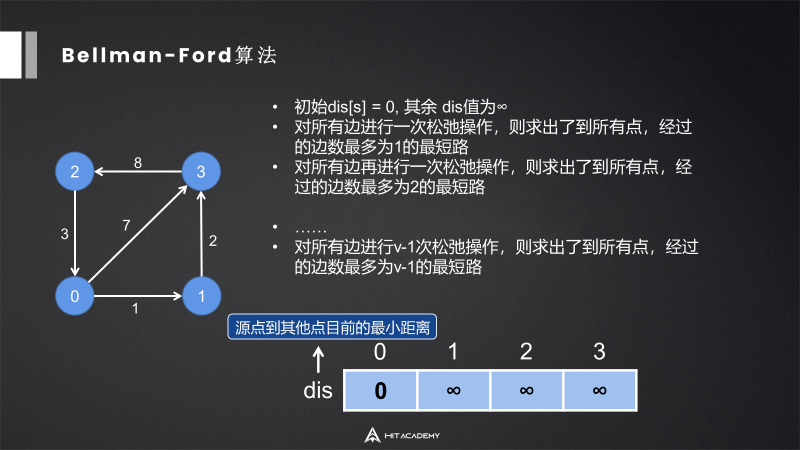 Bellman-Ford算法
• 初始dis[s] = 0, 其余 dis值为∞
• 对所有边进行一次松弛操作，则求出了到所有点，经过
的边数最多为1的最短路
• 对所有边再进行一次松弛操作，则求出了到所有点，经
过的边数最多为2的最短路
• ……
• 对所有边进行v-1次松弛操作，则求出了到所有点，经过
的边数最多为v-1的最短路
2 8 3
3 7 2
0 1 1
源点到其他点目前的最小距离
0 1 2 3
dis 0 ∞ ∞ ∞
HIT ACADEMY